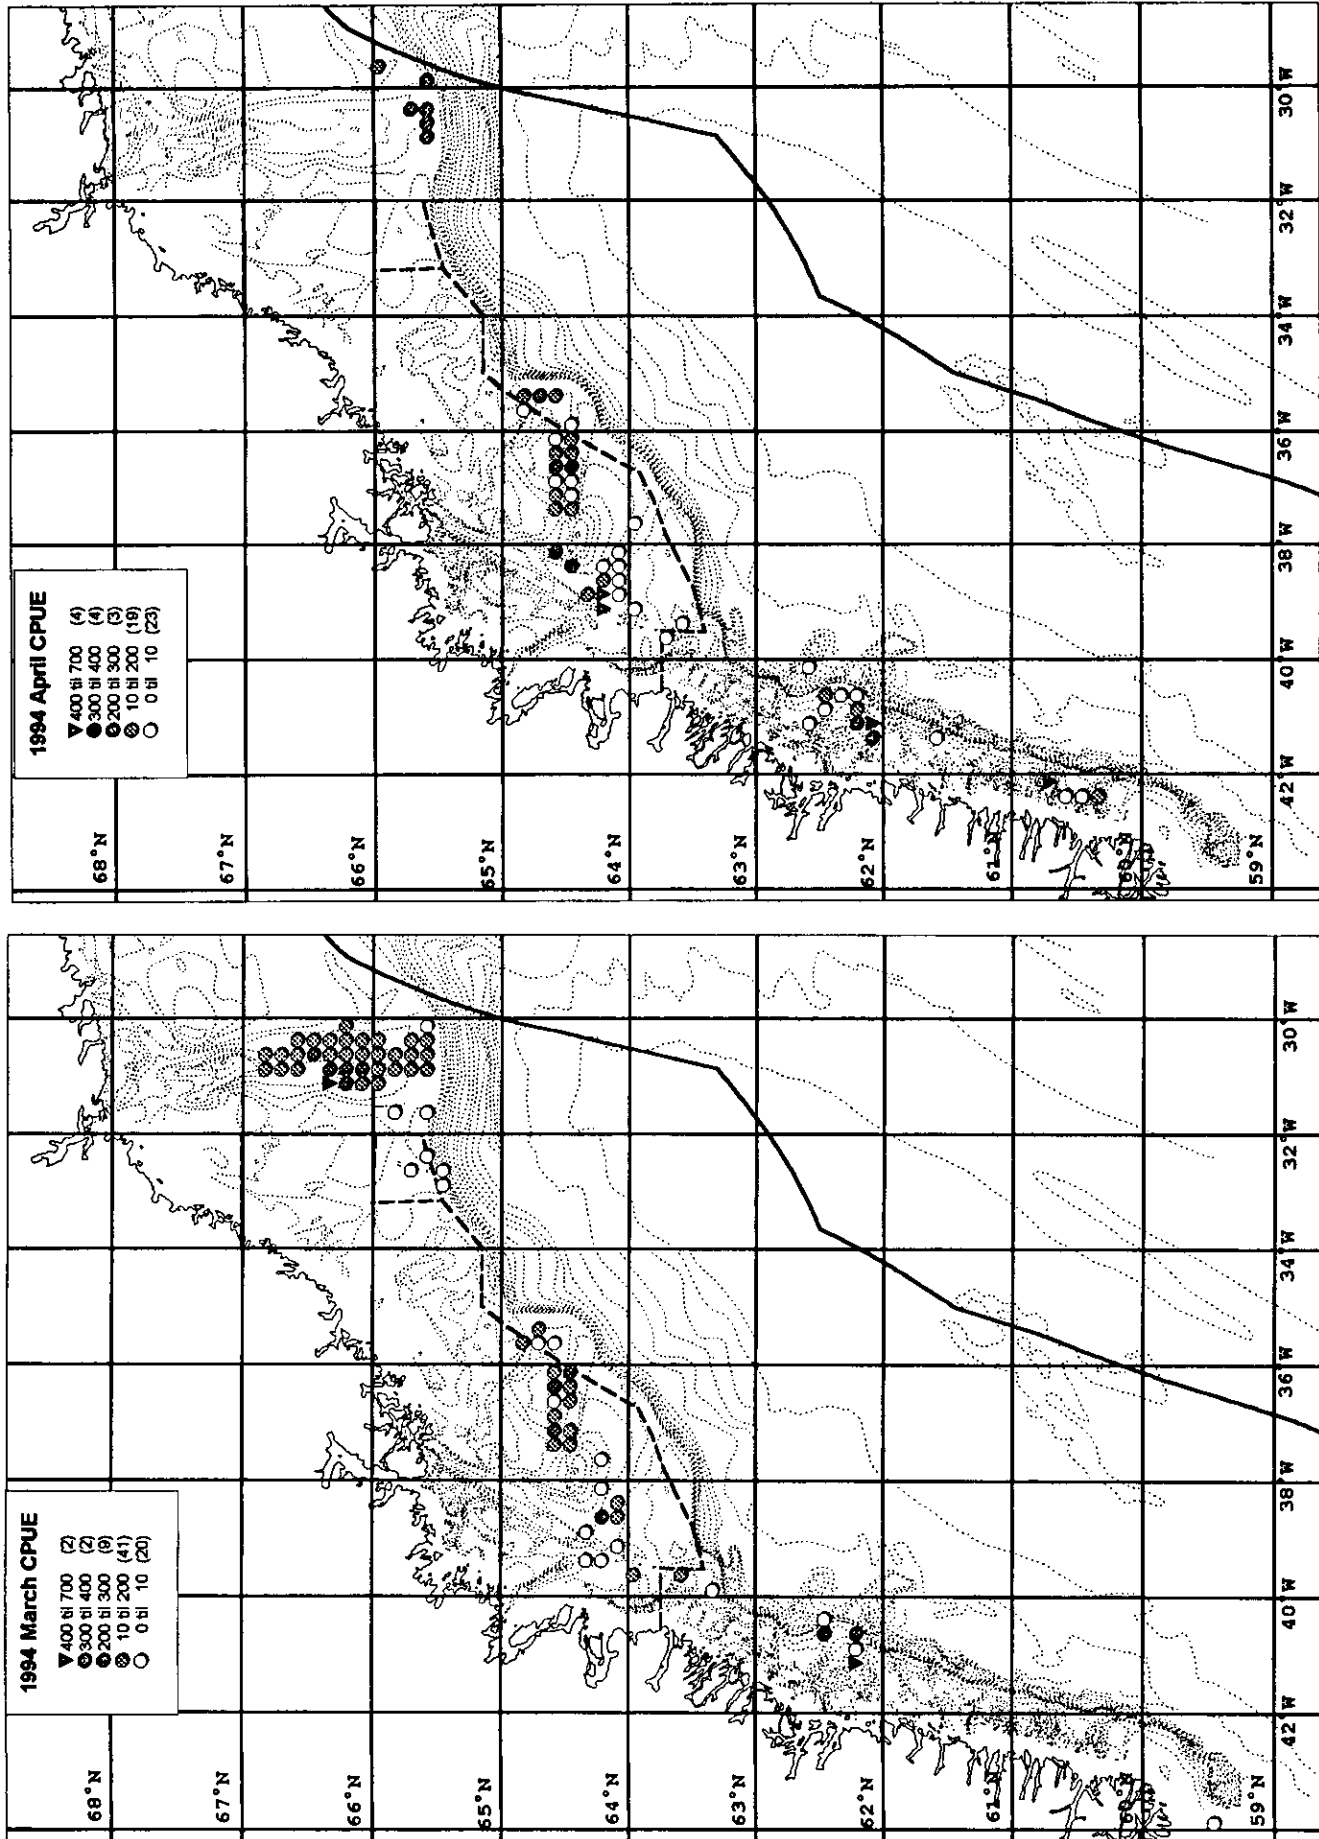 1994 March CPUE
▼400 til 700 (2)
300 til 400 (2)
200 til 300 (9)
10 til 200 (41)
0 til 10 (20)
68°N
67°N
66°N
65°N
64°N
63°N
62°N
61°N
60°N
59°N
42°W
40°W
38°W
36°W
34°W
32°W
30°W
1994 April CPUE
▼400 til 700 (4)
300 til 400 (4)
200 til 300 (3)
10 til 200 (19)
0 til 10 (23)
68°N
67°N
66°N
65°N
64°N
63°N
62°N
61°N
60°N
59°N
42°W
40°W
38°W
36°W
34°W
32°W
30°W